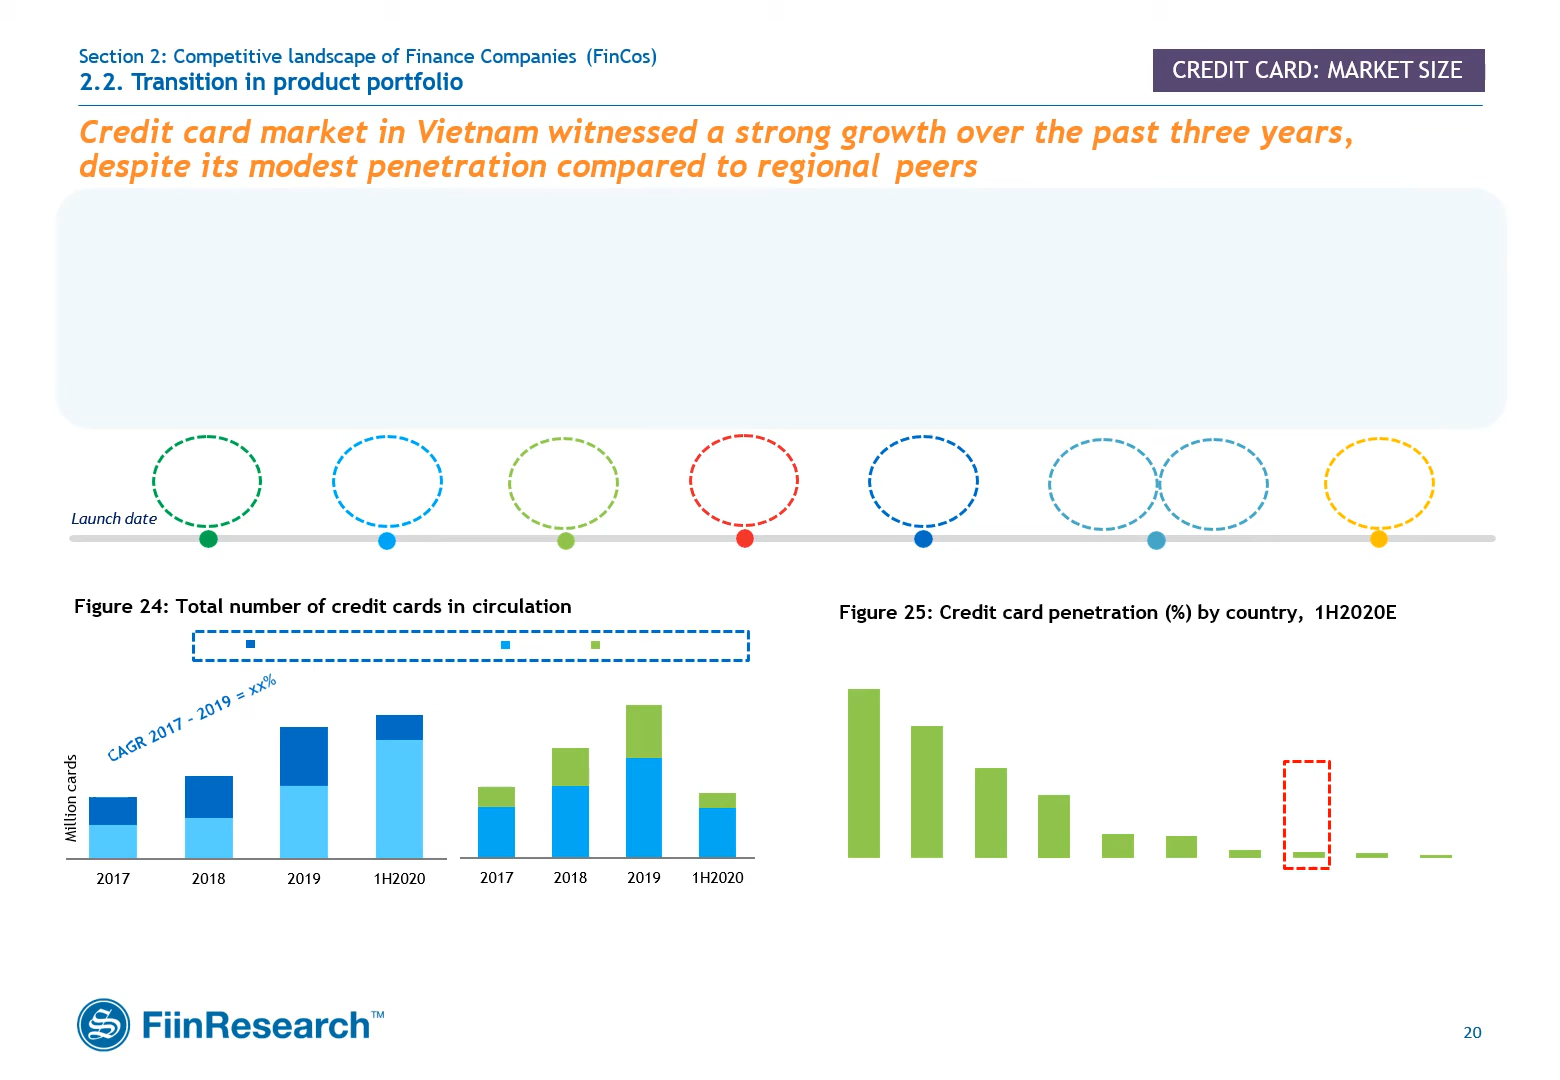 Section 2: Competitive landscape of Finance Companies (FinCos)
2.2. Transition in product portfolio
CREDIT CARD: MARKET SIZE
Credit card market in Vietnam witnessed a strong growth over the past three years,
despite its modest penetration compared to regional peers
Launch date
Figure 24: Total number of credit cards in circulation
CAGR 2017 - 2019 = xx%
Million cards
2017 2018 2019 1H2020
2017 2018 2019 1H2020
Figure 25: Credit card penetration (%) by country, 1H2020E
FiinResearch™
20